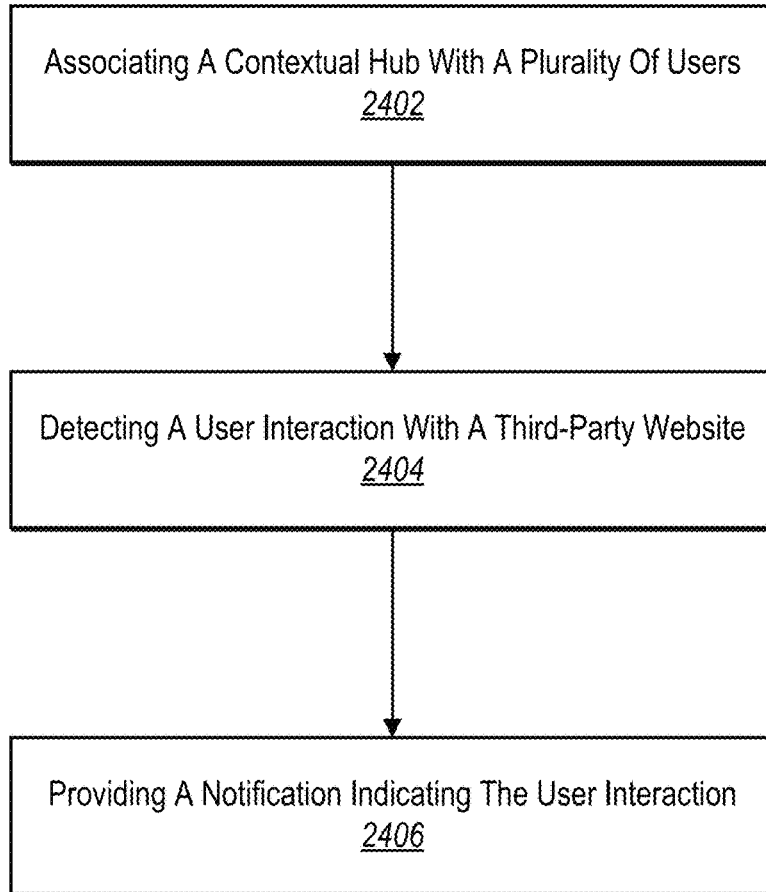 Associating A Contextual Hub With A Plurality Of Users
2402
Detecting A User Interaction With A Third-Party Website
2404
Providing A Notification Indicating The User Interaction
2406